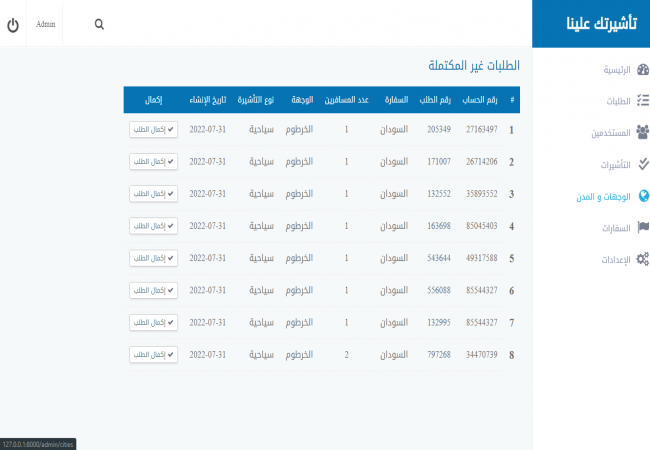 تأشيرتك علينا
Admin
الرئيسية
الطلبات
المستخدمين
التأشيرات
الوجهات و المدن
السفارات
الإعدادات
الطلبات غير المكتملة
# رقم الحساب رقم الطلب السفارة عدد المسافرين الوجهة نوع التأشيرة تاريخ الإنشاء إكمال
1 27163497 205349 السودان 1 الخرطوم سياحية 2022-07-31 إكمال الطلب
2 26714206 171007 السودان 1 الخرطوم سياحية 2022-07-31 إكمال الطلب
3 35893552 132552 السودان 1 الخرطوم سياحية 2022-07-31 إكمال الطلب
4 85045403 163698 السودان 1 الخرطوم سياحية 2022-07-31 إكمال الطلب
5 49317588 543644 السودان 1 الخرطوم سياحية 2022-07-31 إكمال الطلب
6 85544327 556088 السودان 1 الخرطوم سياحية 2022-07-31 إكمال الطلب
7 85544327 132995 السودان 1 الخرطوم سياحية 2022-07-31 إكمال الطلب
8 34470739 797268 السودان 2 الخرطوم سياحية 2022-07-31 إكمال الطلب
127.0.0.1:8000/admin/cities